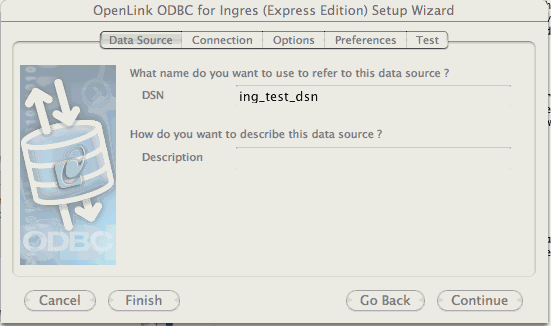 OpenLink ODBC for Ingres (Express Edition) Setup Wizard
Data Source Connection Options Preferences Test
What name do you want to use to refer to this data source ?
DSN ing_test_dsn
How do you want to describe this data source ?
Description
ODBC
Cancel Finish Go Back Continue